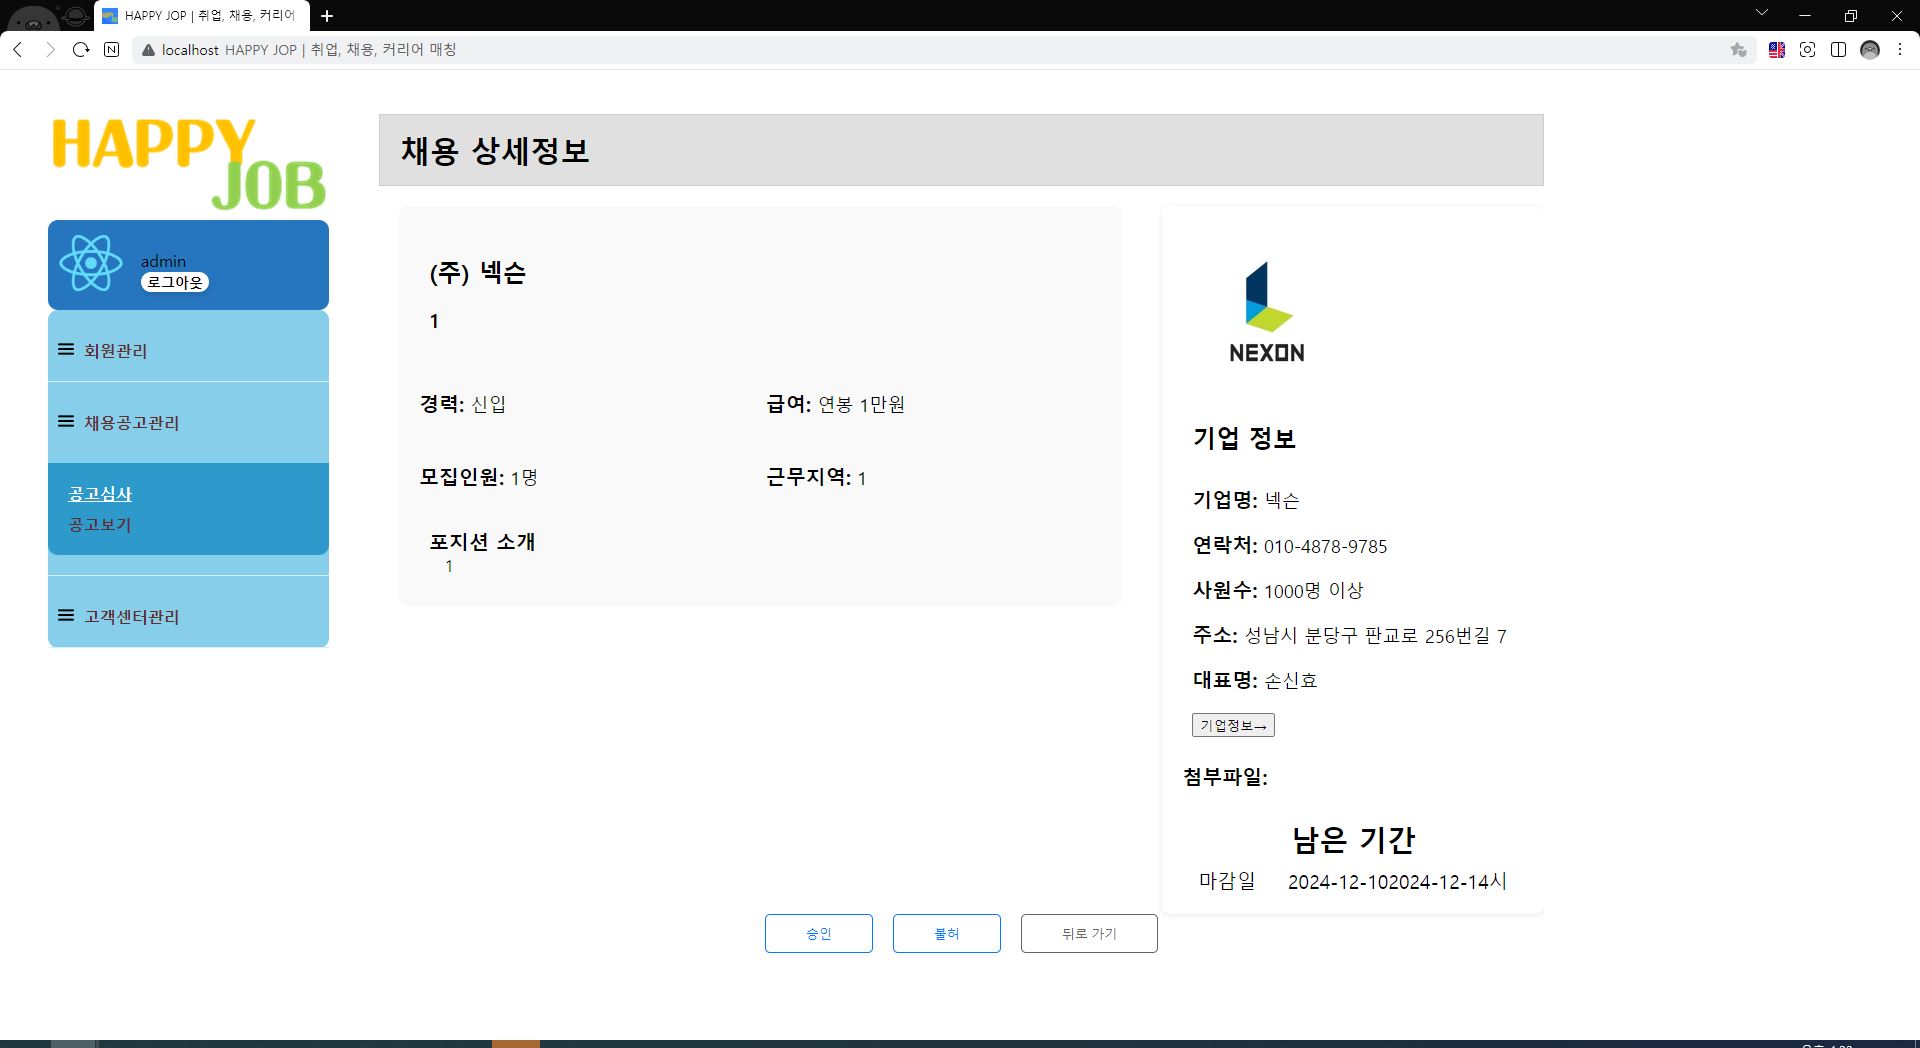 HAPPY JOP | 취업, 채용, 커리어
localhost HAPPY JOP | 취업, 채용, 커리어 매칭
HAPPY
JOB
admin
로그아웃
회원관리
채용공고관리
공고심사
공고보기
고객센터관리
채용 상세정보
(주) 넥슨
1
경력: 신입
급여: 연봉 1만원
모집인원: 1명
근무지역: 1
포지션 소개
1
NEXON
기업 정보
기업명: 넥슨
연락처: 010-4878-9785
사원수: 1000명 이상
주소: 성남시 분당구 판교로 256번길 7
대표명: 손신효
기업정보→
첨부파일:
남은 기간
마감일 2024-12-102024-12-14시
승인
불허
뒤로 가기